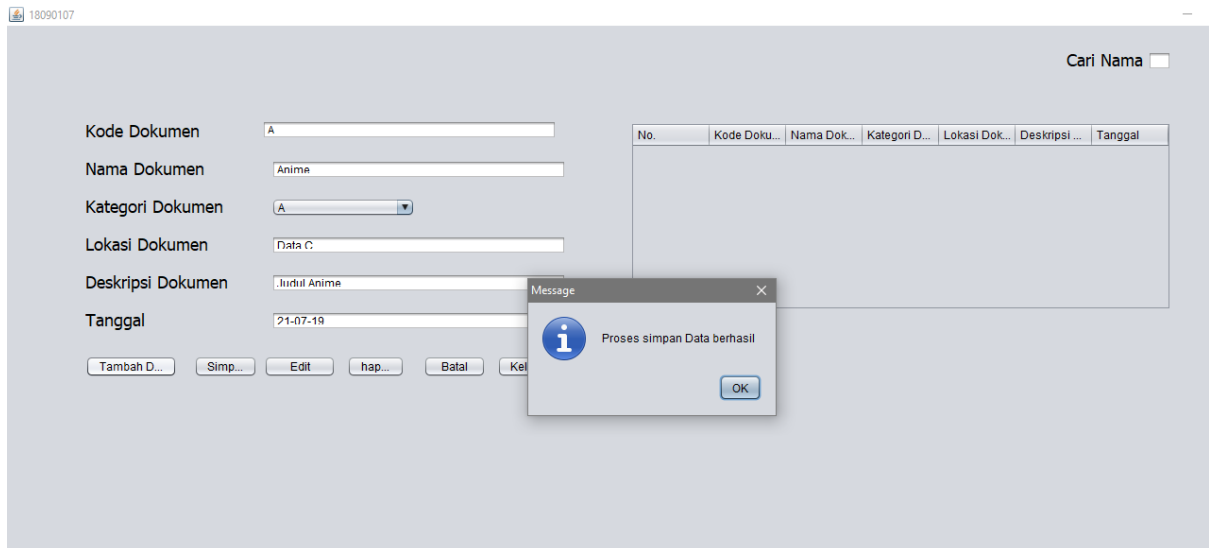 18090107
Cari Nama
Kode Dokumen A
Nama Dokumen Anime
Kategori Dokumen A
Lokasi Dokumen Data C
Deskripsi Dokumen Judul Anime
Tanggal 21-07-19
Tambah D... Simp... Edit hap... Batal Kel
No. Kode Doku... Nama Dok... Kategori D... Lokasi Dok... Deskripsi ... Tanggal
Message
Proses simpan Data berhasil
OK